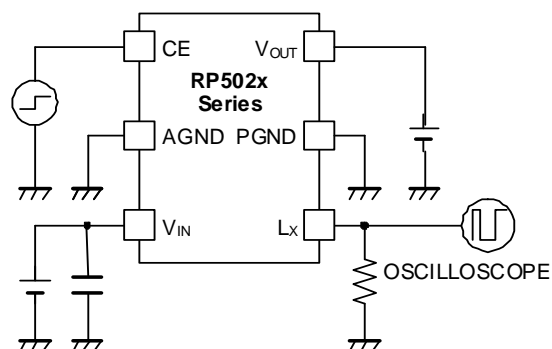 CE VOUT
RP502x
Series
AGND PGND
VIN LX
OSCILLOSCOPE